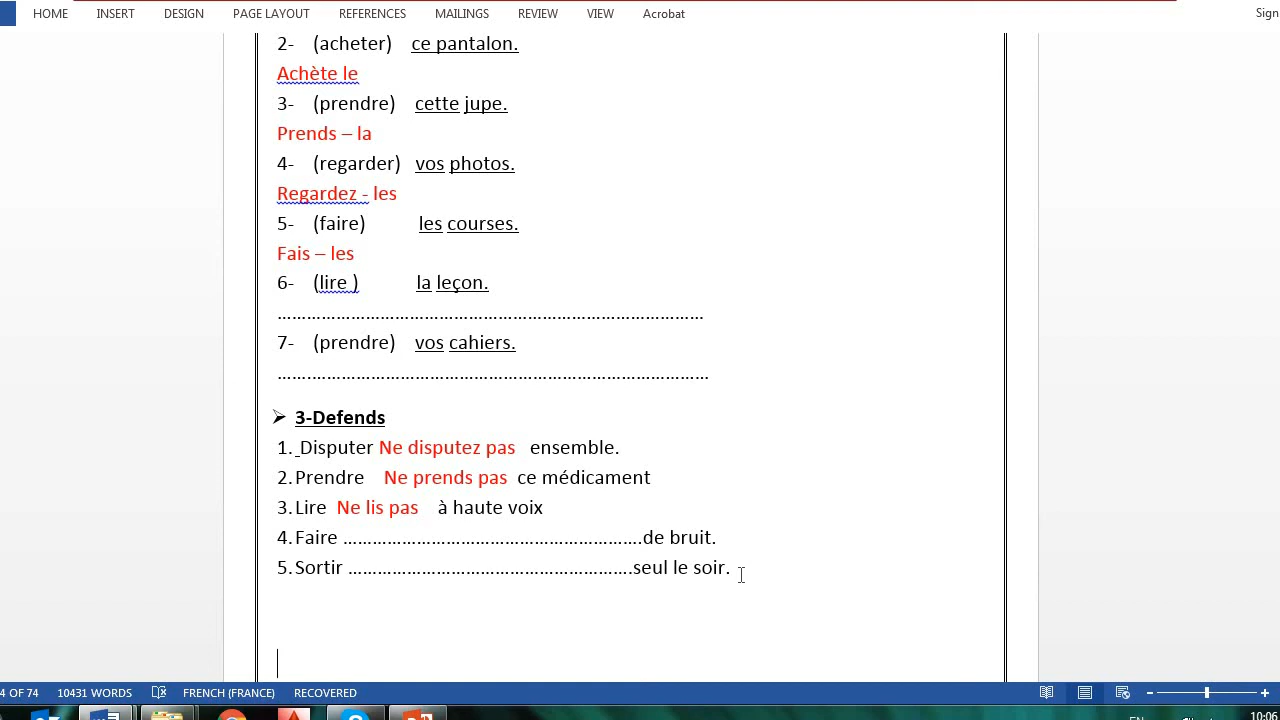 HOME INSERT DESIGN PAGE LAYOUT REFERENCES MAILINGS REVIEW VIEW Acrobat Sign
2- (acheter) ce pantalon.
Achète le
3- (prendre) cette jupe.
Prends – la
4- (regarder) vos photos.
Regardez - les
5- (faire) les courses.
Fais – les
6- (lire ) la leçon.
………………………………………………………………………………
7- (prendre) vos cahiers.
………………………………………………………………………………
➢ 3-Defends
1. Disputer Ne disputez pas ensemble.
2. Prendre Ne prends pas ce médicament
3. Lire Ne lis pas à haute voix
4. Faire …………………………………………………….de bruit.
5. Sortir ………………………………………………….seul le soir.
4 OF 74 10431 WORDS FRENCH (FRANCE) RECOVERED
EN 10:06